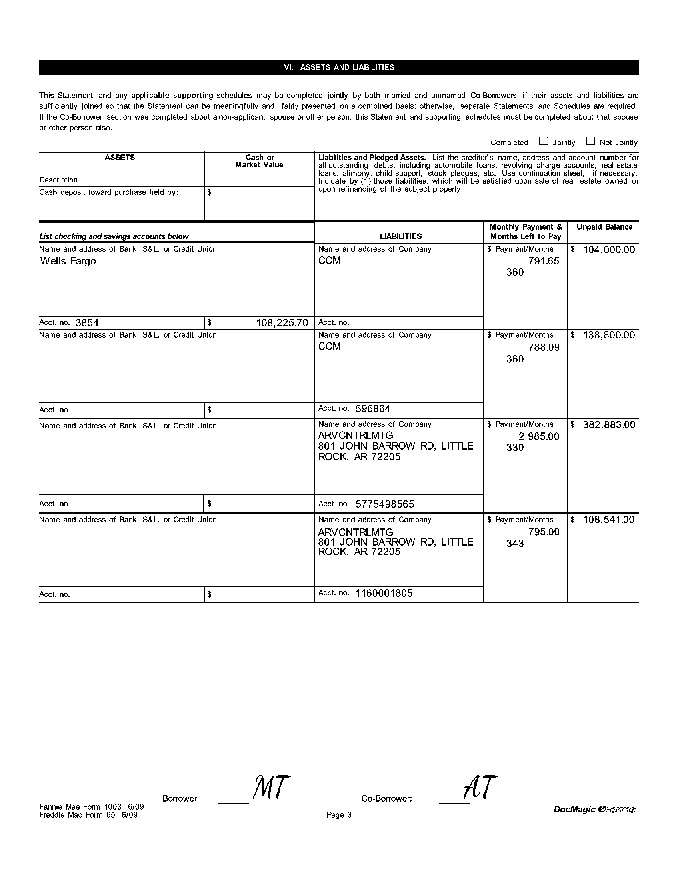 VI. ASSETS AND LIABILITIES
This Statement and any applicable supporting schedules may be completed jointly by both married and unmarried Co-Borrowers if their assets and liabilities are
sufficiently joined so that the Statement can be meaningfully and fairly presented on a combined basis; otherwise, separate Statements and Schedules are required.
If the Co-Borrower section was completed about a non-applicant spouse or other person, this Statement and supporting schedules must be completed about that spouse
or other person also.
Completed Jointly Not Jointly
ASSETS
Cash or
Market Value
Description
Cash deposit toward purchase held by: $
Liabilities and Pledged Assets. List the creditor's name, address and account number for
all outstanding debts, including automobile loans, revolving charge accounts, real estate
loans, alimony, child support, stock pledges, etc. Use continuation sheet, if necessary.
Indicate by (*) those liabilities, which will be satisfied upon sale of real estate owned or
upon refinancing of the subject property.
List checking and savings accounts below
LIABILITIES
Monthly Payment &
Months Left To Pay
Unpaid Balance
Name and address of Bank, S&L, or Credit Union
Wells Fargo
Acct. no. 3854 $ 108,225.70
Name and address of Company
CCM
Acct. no.
$ Payment/Months
791.65
360
$ 104,000.00
Name and address of Bank, S&L, or Credit Union
Acct. no. $
Name and address of Company
CCM
Acct. no. 596864
$ Payment/Months
788.09
360
$
Name and address of Bank, S&L, or Credit Union
Acct. no. $
Name and address of Company
ARVCNTRLMTG
801 JOHN BARROW RD, LITTLE
ROCK, AR 72205
Acct. no. 5775498565
$ Payment/Months
2,985.00
330
$ 382,883.00
Name and address of Bank, S&L, or Credit Union
Acct. no. $
Name and address of Company
ARVCNTRLMTG
801 JOHN BARROW RD, LITTLE
ROCK, AR 72205
Acct. no. 1160001805
$ Payment/Months
795.00
343
$ 108,541.00
Borrower MT
Co-Borrower AT
Fannie Mae Form 1003 6/09
Freddie Mac Form 65 6/09
Page 3
DocMagic